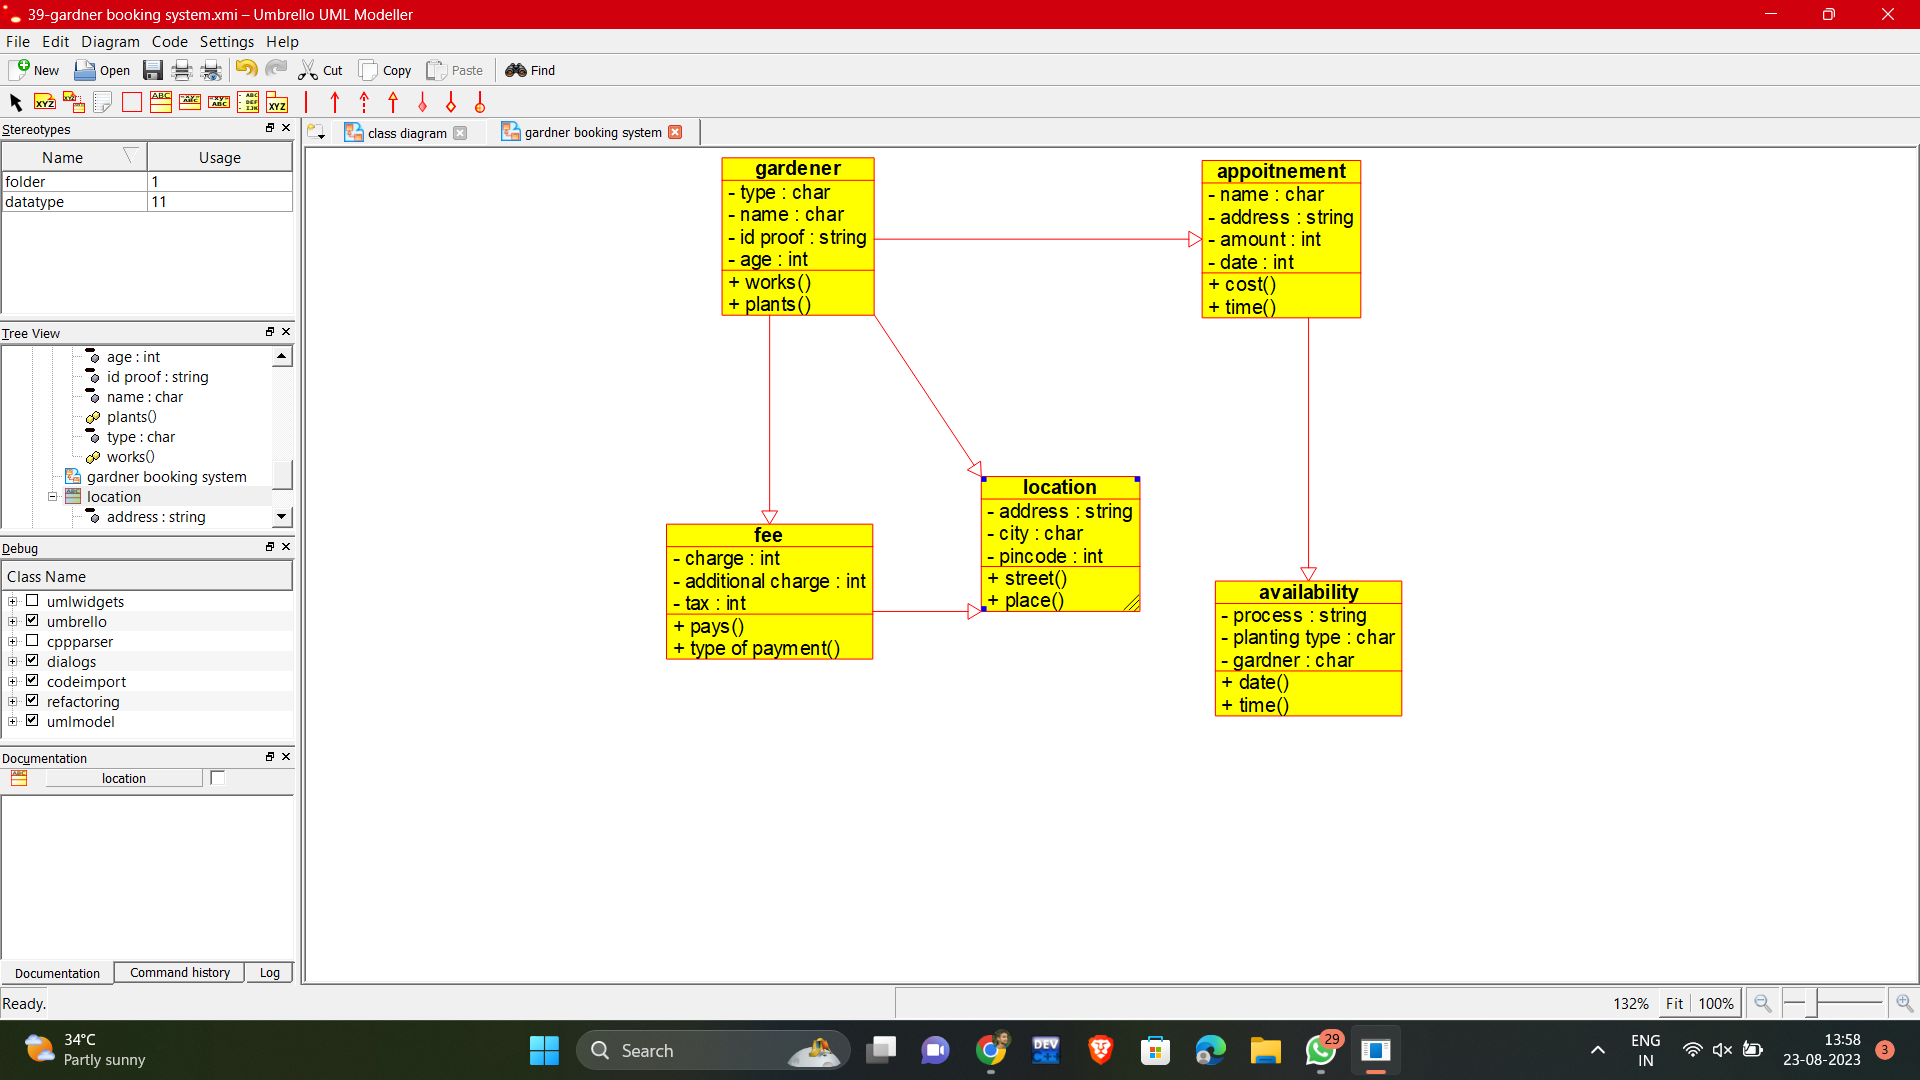 39-gardner booking system.xmi – Umbrello UML Modeller
File Edit Diagram Code Settings Help
New Open Cut Copy Paste Find
Stereotypes
Name Usage
folder 1
datatype 11
Tree View
age : int
id proof : string
name : char
plants()
type : char
works()
gardner booking system
location
address : string
Debug
Class Name
umlwidgets
umbrello
cppparser
dialogs
codeimport
refactoring
umlmodel
Documentation
location
Documentation Command history Log
Ready.
class diagram gardner booking system
gardener
- type : char
- name : char
- id proof : string
- age : int
+ works()
+ plants()
appoitnement
- name : char
- address : string
- amount : int
- date : int
+ cost()
+ time()
location
- address : string
- city : char
- pincode : int
+ street()
+ place()
fee
- charge : int
- additional charge : int
- tax : int
+ pays()
+ type of payment()
availability
- process : string
- planting type : char
- gardner : char
+ date()
+ time()
132% Fit 100%
34°C
Partly sunny
Search
DEV
29
ENG
IN
13:58
23-08-2023
3